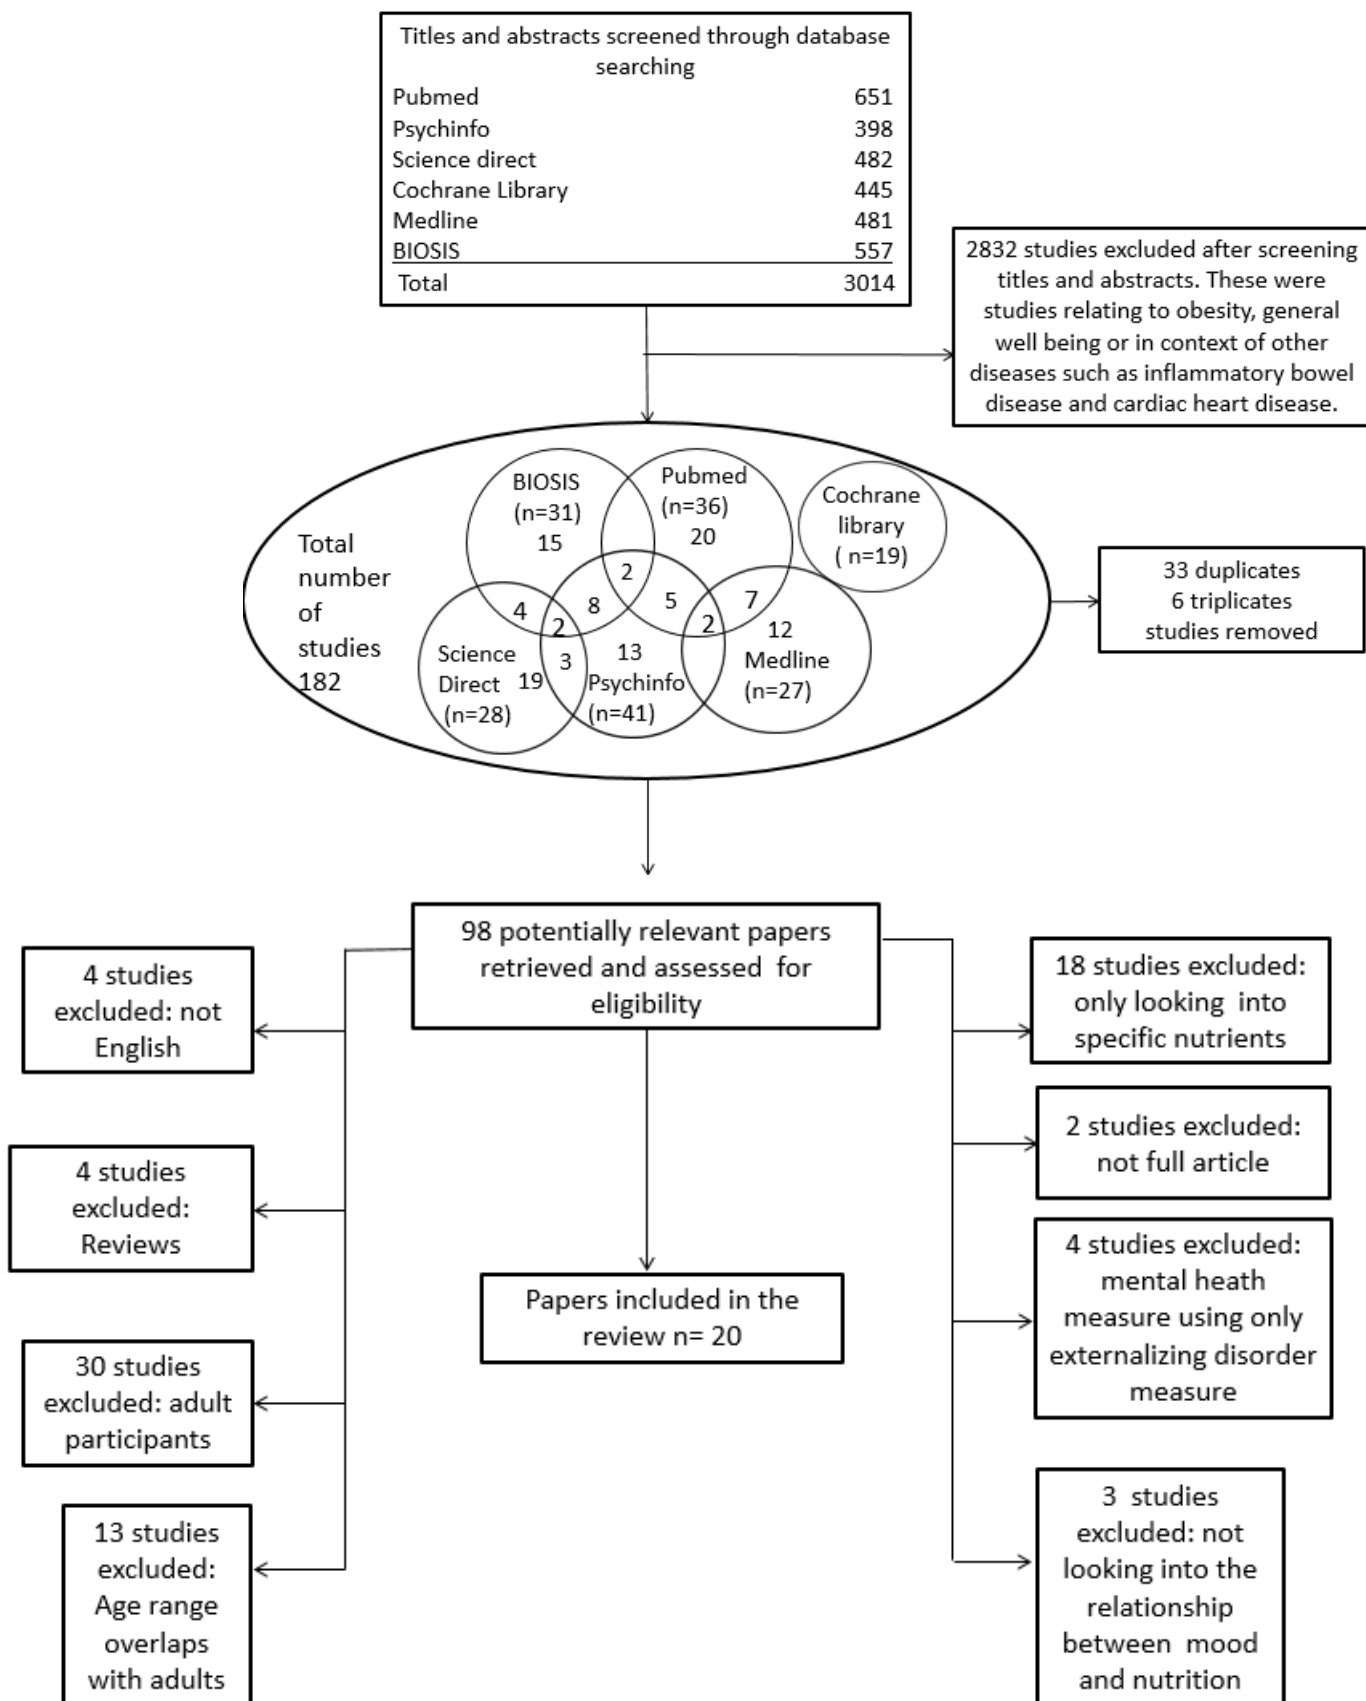 Titles and abstracts screened through database
searching
Pubmed 651
Psychinfo 398
Science direct 482
Cochrane Library 445
Medline 481
BIOSIS 557
Total 3014
2832 studies excluded after screening
titles and abstracts. These were
studies relating to obesity, general
well being or in context of other
diseases such as inflammatory bowel
disease and cardiac heart disease.
Total
number
of
studies
182
BIOSIS
(n=31)
15
Pubmed
(n=36)
20
Cochrane
library
( n=19)
2
4
8
5
7
2
2
3
Science
Direct 19
(n=28)
13
Psychinfo
(n=41)
12
Medline
(n=27)
33 duplicates
6 triplicates
studies removed
98 potentially relevant papers
retrieved and assessed for
eligibility
4 studies
excluded: not
English
4 studies
excluded:
Reviews
30 studies
excluded: adult
participants
13 studies
excluded:
Age range
overlaps
with adults
Papers included in the
review n= 20
18 studies excluded:
only looking into
specific nutrients
2 studies excluded:
not full article
4 studies excluded:
mental heath
measure using only
externalizing disorder
measure
3 studies
excluded: not
looking into the
relationship
between mood
and nutrition